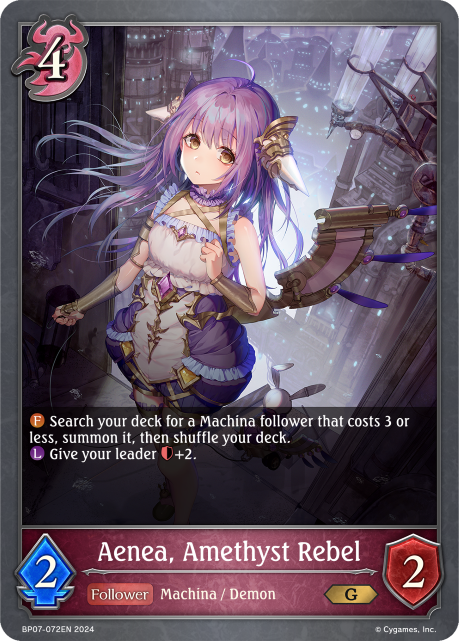 4
F Search your deck for a Machina follower that costs 3 or
less, summon it, then shuffle your deck.
L Give your leader +2.
Aenea, Amethyst Rebel
2
Follower Machina / Demon G
2
BP07-072EN 2024 © Cygames, Inc.